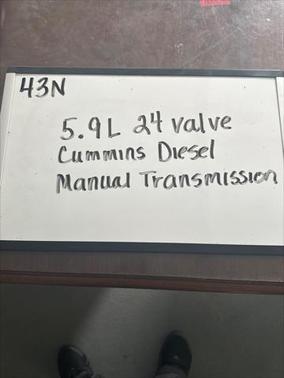 43N
5.9L 24 valve
Cummins Diesel
Manual Transmission